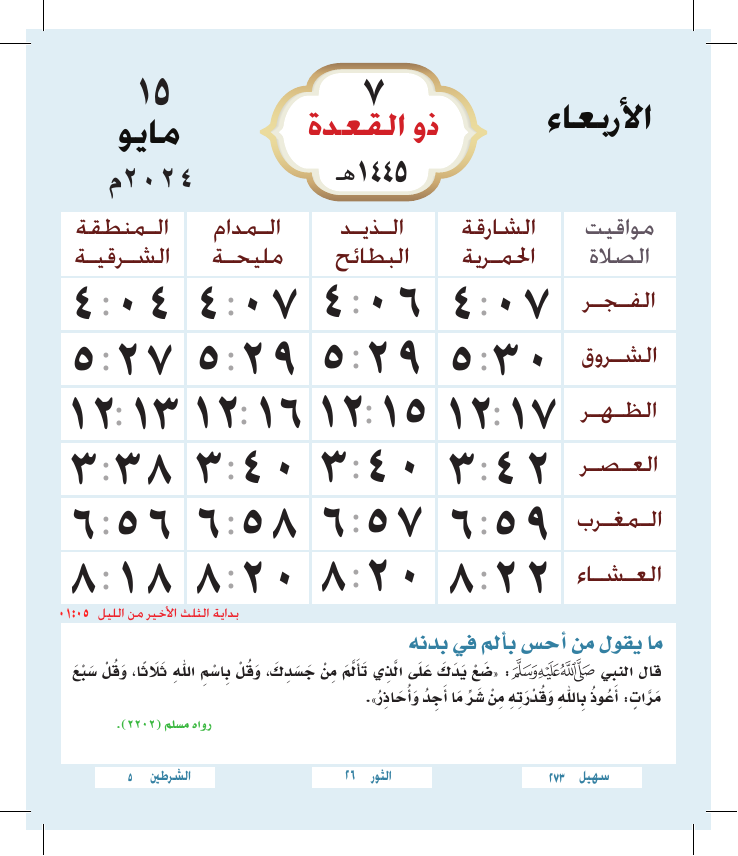 الأربعاء
٧
ذو القعدة
١٤٤٥هـ
١٥
مايو
٢٠٢٤م
مواقيت الصلاة	الشارقة الحمرية	الذيد البطائح	المدام مليحة	المنطقة الشرقية
الفجر	٤:٠٧	٤:٠٦	٤:٠٧	٤:٠٤
الشروق	٥:٣٠	٥:٢٩	٥:٢٩	٥:٢٧
الظهر	١٢:١٧	١٢:١٥	١٢:١٦	١٢:١٣
العصر	٣:٤٢	٣:٤٠	٣:٤٠	٣:٣٨
المغرب	٦:٥٩	٦:٥٧	٦:٥٨	٦:٥٦
العشاء	٨:٢٢	٨:٢٠	٨:٢٠	٨:١٨
بداية الثلث الأخير من الليل ٠١:٠٥
ما يقول من أحس بألم في بدنه
قال النبي صَلَّى اللَّهُ عَلَيْهِ وَسَلَّمَ: «ضَعْ يَدَكَ عَلَى الَّذِي تَأَلَّمَ مِنْ جَسَدِكَ، وَقُلْ بِاسْمِ اللهِ ثَلَاثًا، وَقُلْ سَبْعَ
مَرَّاتٍ: أَعُوذُ بِاللهِ وَقُدْرَتِهِ مِنْ شَرِّ مَا أَجِدُ وَأُحَاذِرُ».
رواه مسلم (٢٢٠٢).
سهيل ٢٧٣
الثور ٢٦
الشرطين ٥